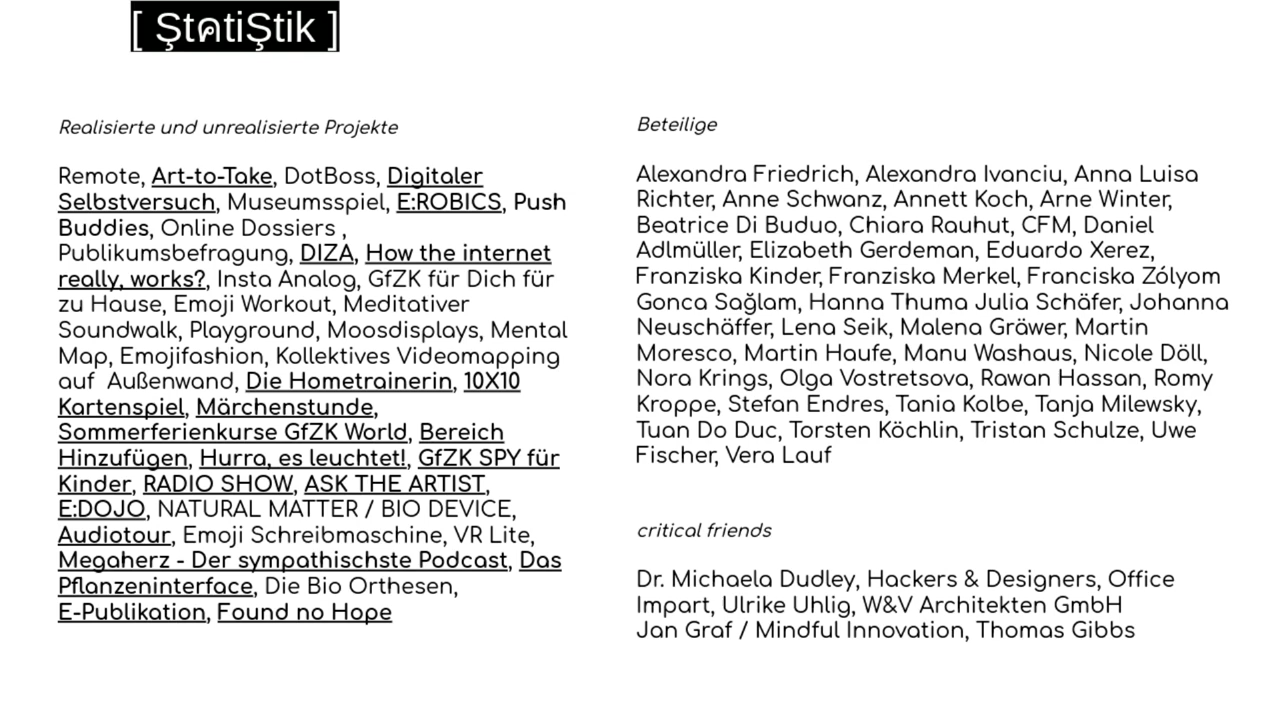 [ ŞtคtiŞtik ]
Realisierte und unrealisierte Projekte
Remote, Art-to-Take, DotBoss, Digitaler
Selbstversuch, Museumsspiel, E:ROBICS, Push
Buddies, Online Dossiers ,
Publikumsbefragung, DIZA, How the internet
really, works?, Insta Analog, GfZK für Dich für
zu Hause, Emoji Workout, Meditativer
Soundwalk, Playground, Moosdisplays, Mental
Map, Emojifashion, Kollektives Videomapping
auf  Außenwand, Die Hometrainerin, 10X10
Kartenspiel, Märchenstunde,
Sommerferienkurse GfZK World, Bereich
Hinzufügen, Hurra, es leuchtet!, GfZK SPY für
Kinder, RADIO SHOW, ASK THE ARTIST,
E:DOJO, NATURAL MATTER / BIO DEVICE,
Audiotour, Emoji Schreibmaschine, VR Lite,
Megaherz - Der sympathischste Podcast, Das
Pflanzeninterface, Die Bio Orthesen,
E-Publikation, Found no Hope
Beteilige
Alexandra Friedrich, Alexandra Ivanciu, Anna Luisa
Richter, Anne Schwanz, Annett Koch, Arne Winter,
Beatrice Di Buduo, Chiara Rauhut, CFM, Daniel
Adlmüller, Elizabeth Gerdeman, Eduardo Xerez,
Franziska Kinder, Franziska Merkel, Franciska Zólyom
Gonca Sağlam, Hanna Thuma Julia Schäfer, Johanna
Neuschäffer, Lena Seik, Malena Gräwer, Martin
Moresco, Martin Haufe, Manu Washaus, Nicole Döll,
Nora Krings, Olga Vostretsova, Rawan Hassan, Romy
Kroppe, Stefan Endres, Tania Kolbe, Tanja Milewsky,
Tuan Do Duc, Torsten Köchlin, Tristan Schulze, Uwe
Fischer, Vera Lauf
critical friends
Dr. Michaela Dudley, Hackers & Designers, Office
Impart, Ulrike Uhlig, W&V Architekten GmbH
Jan Graf / Mindful Innovation, Thomas Gibbs